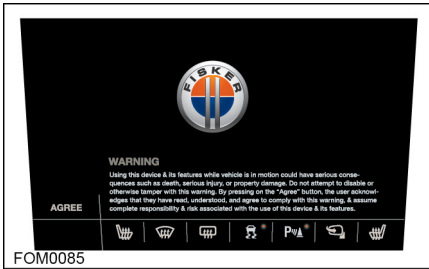 FISKER
WARNING
Using this device & its features while vehicle is in motion could have serious conse-
quences such as death, serious injury, or property damage. Do not attempt to disable or
otherwise tamper with this warning. By pressing on the "Agree" button, the user acknowl-
edges that they have read, understood, and agree to comply with this warning, & assume
complete responsibility & risk associated with the use of this device & its features.
AGREE
P
FOM0085